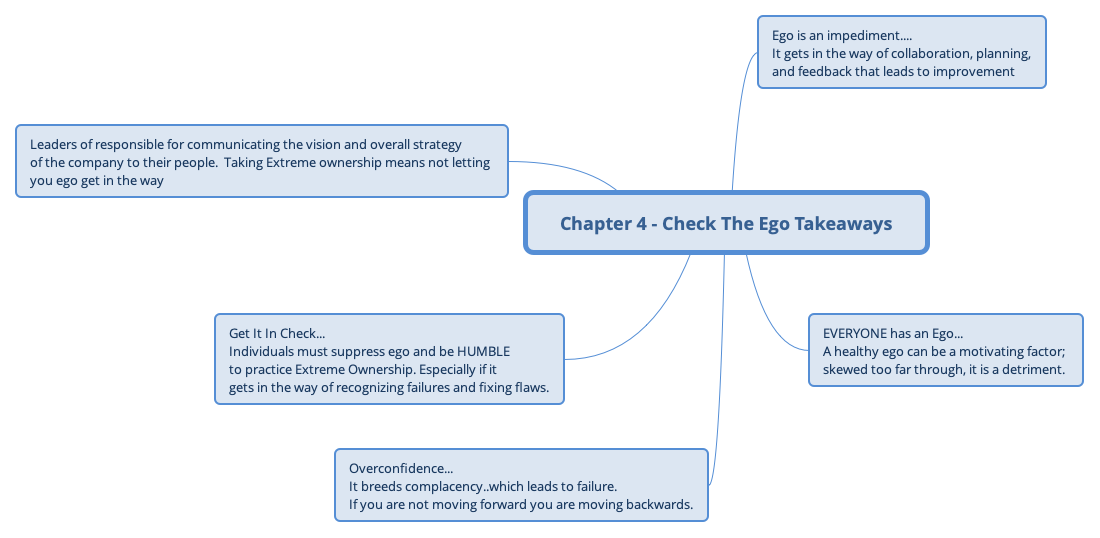 Ego is an impediment....
It gets in the way of collaboration, planning,
and feedback that leads to improvement
Leaders of responsible for communicating the vision and overall strategy
of the company to their people.  Taking Extreme ownership means not letting
you ego get in the way
Chapter 4 - Check The Ego Takeaways
Get It In Check...
Individuals must suppress ego and be HUMBLE
to practice Extreme Ownership. Especially if it
gets in the way of recognizing failures and fixing flaws.
EVERYONE has an Ego...
A healthy ego can be a motivating factor;
skewed too far through, it is a detriment.
Overconfidence...
It breeds complacency..which leads to failure.
If you are not moving forward you are moving backwards.